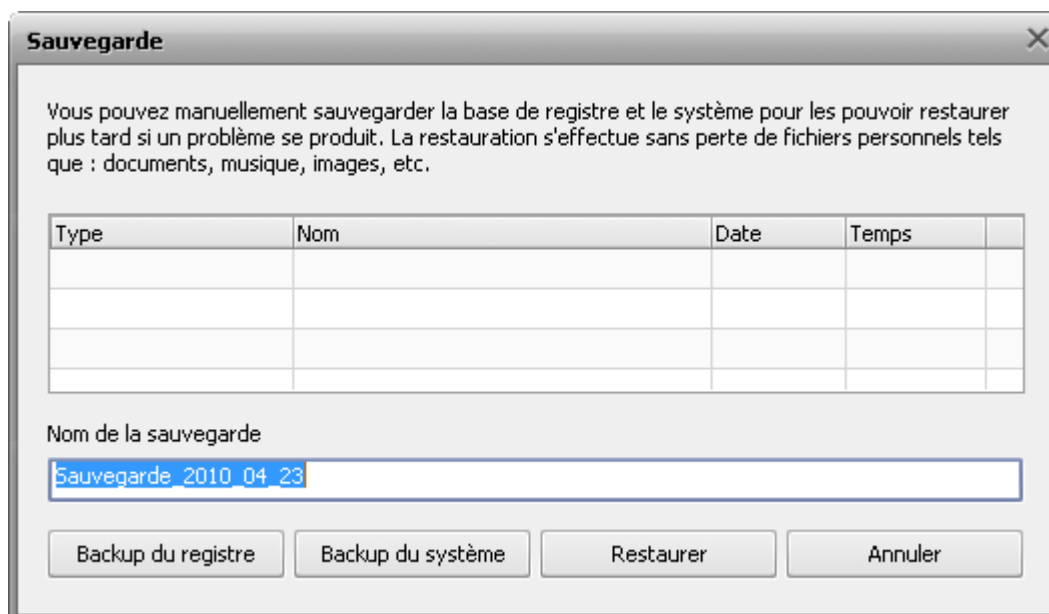 Sauvegarde
Vous pouvez manuellement sauvegarder la base de registre et le système pour les pouvoir restaurer
plus tard si un problème se produit. La restauration s'effectue sans perte de fichiers personnels tels
que : documents, musique, images, etc.
Type Nom Date Temps
Nom de la sauvegarde
Sauvegarde_2010_04_23
Backup du registre Backup du système Restaurer Annuler